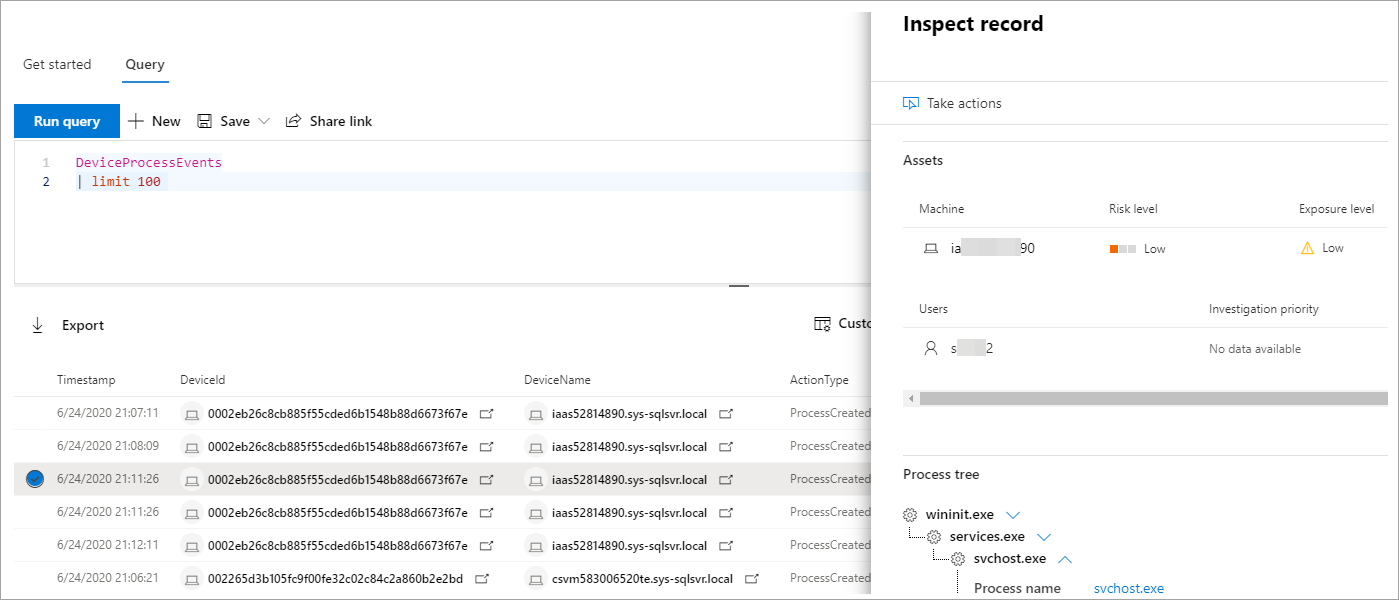 Get started Query
Run query New Save Share link
1 DeviceProcessEvents
2 | limit 100
Export
Timestamp DeviceId DeviceName ActionType
6/24/2020 21:07:11 0002eb26c8cb885f55cded6b1548b88d6673f67e iaas52814890.sys-sqlsvr.local ProcessCreated
6/24/2020 21:08:09 0002eb26c8cb885f55cded6b1548b88d6673f67e iaas52814890.sys-sqlsvr.local ProcessCreated
6/24/2020 21:11:26 0002eb26c8cb885f55cded6b1548b88d6673f67e iaas52814890.sys-sqlsvr.local ProcessCreated
6/24/2020 21:11:26 0002eb26c8cb885f55cded6b1548b88d6673f67e iaas52814890.sys-sqlsvr.local ProcessCreated
6/24/2020 21:12:11 0002eb26c8cb885f55cded6b1548b88d6673f67e iaas52814890.sys-sqlsvr.local ProcessCreated
6/24/2020 21:06:21 002265d3b105fc9f00fe32c02c84c2a860b2e2bd csvm583006520te.sys-sqlsvr.local ProcessCreated
Inspect record
Take actions
Assets
Machine Risk level Exposure level
Low Low
Users Investigation priority
No data available
Process tree
wininit.exe
services.exe
svchost.exe
Process name svchost.exe